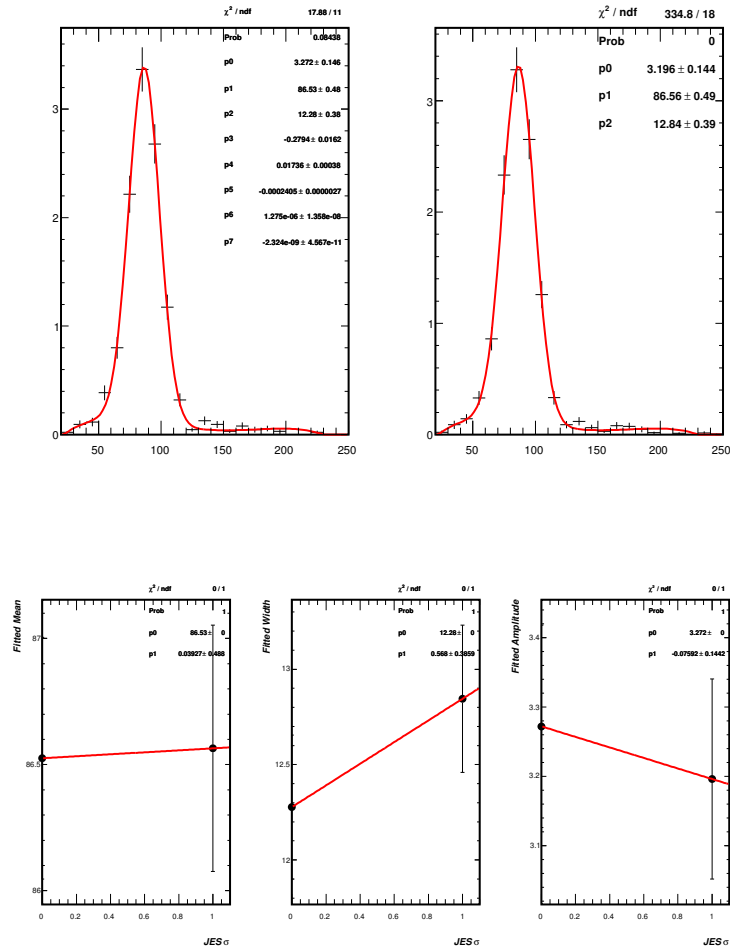 χ² / ndf 17.88 / 11
Prob 0.08438
p0 3.272 ± 0.146
p1 86.53 ± 0.48
p2 12.28 ± 0.38
p3 -0.2794 ± 0.0162
p4 0.01736 ± 0.00038
p5 -0.0002405 ± 0.0000027
p6 1.275e-06 ± 1.358e-08
p7 -2.324e-09 ± 4.567e-11
3
2
1
0
50 100 150 200 250
χ² / ndf 334.8 / 18
Prob 0
p0 3.196 ± 0.144
p1 86.56 ± 0.49
p2 12.84 ± 0.39
3
2
1
0
50 100 150 200 250
χ² / ndf 0 / 1
Prob 1
p0 86.53 ± 0
p1 0.03927 ± 0.488
Fitted Mean
87
86.5
86
0 0.2 0.4 0.6 0.8 1
JES σ
χ² / ndf 0 / 1
Prob 1
p0 12.28 ± 0
p1 0.568 ± 0.3859
Fitted Width
13
12.5
12
0 0.2 0.4 0.6 0.8 1
JES σ
χ² / ndf 0 / 1
Prob 1
p0 3.272 ± 0
p1 -0.07592 ± 0.1442
Fitted Amplitude
3.4
3.3
3.2
3.1
0 0.2 0.4 0.6 0.8 1
JES σ